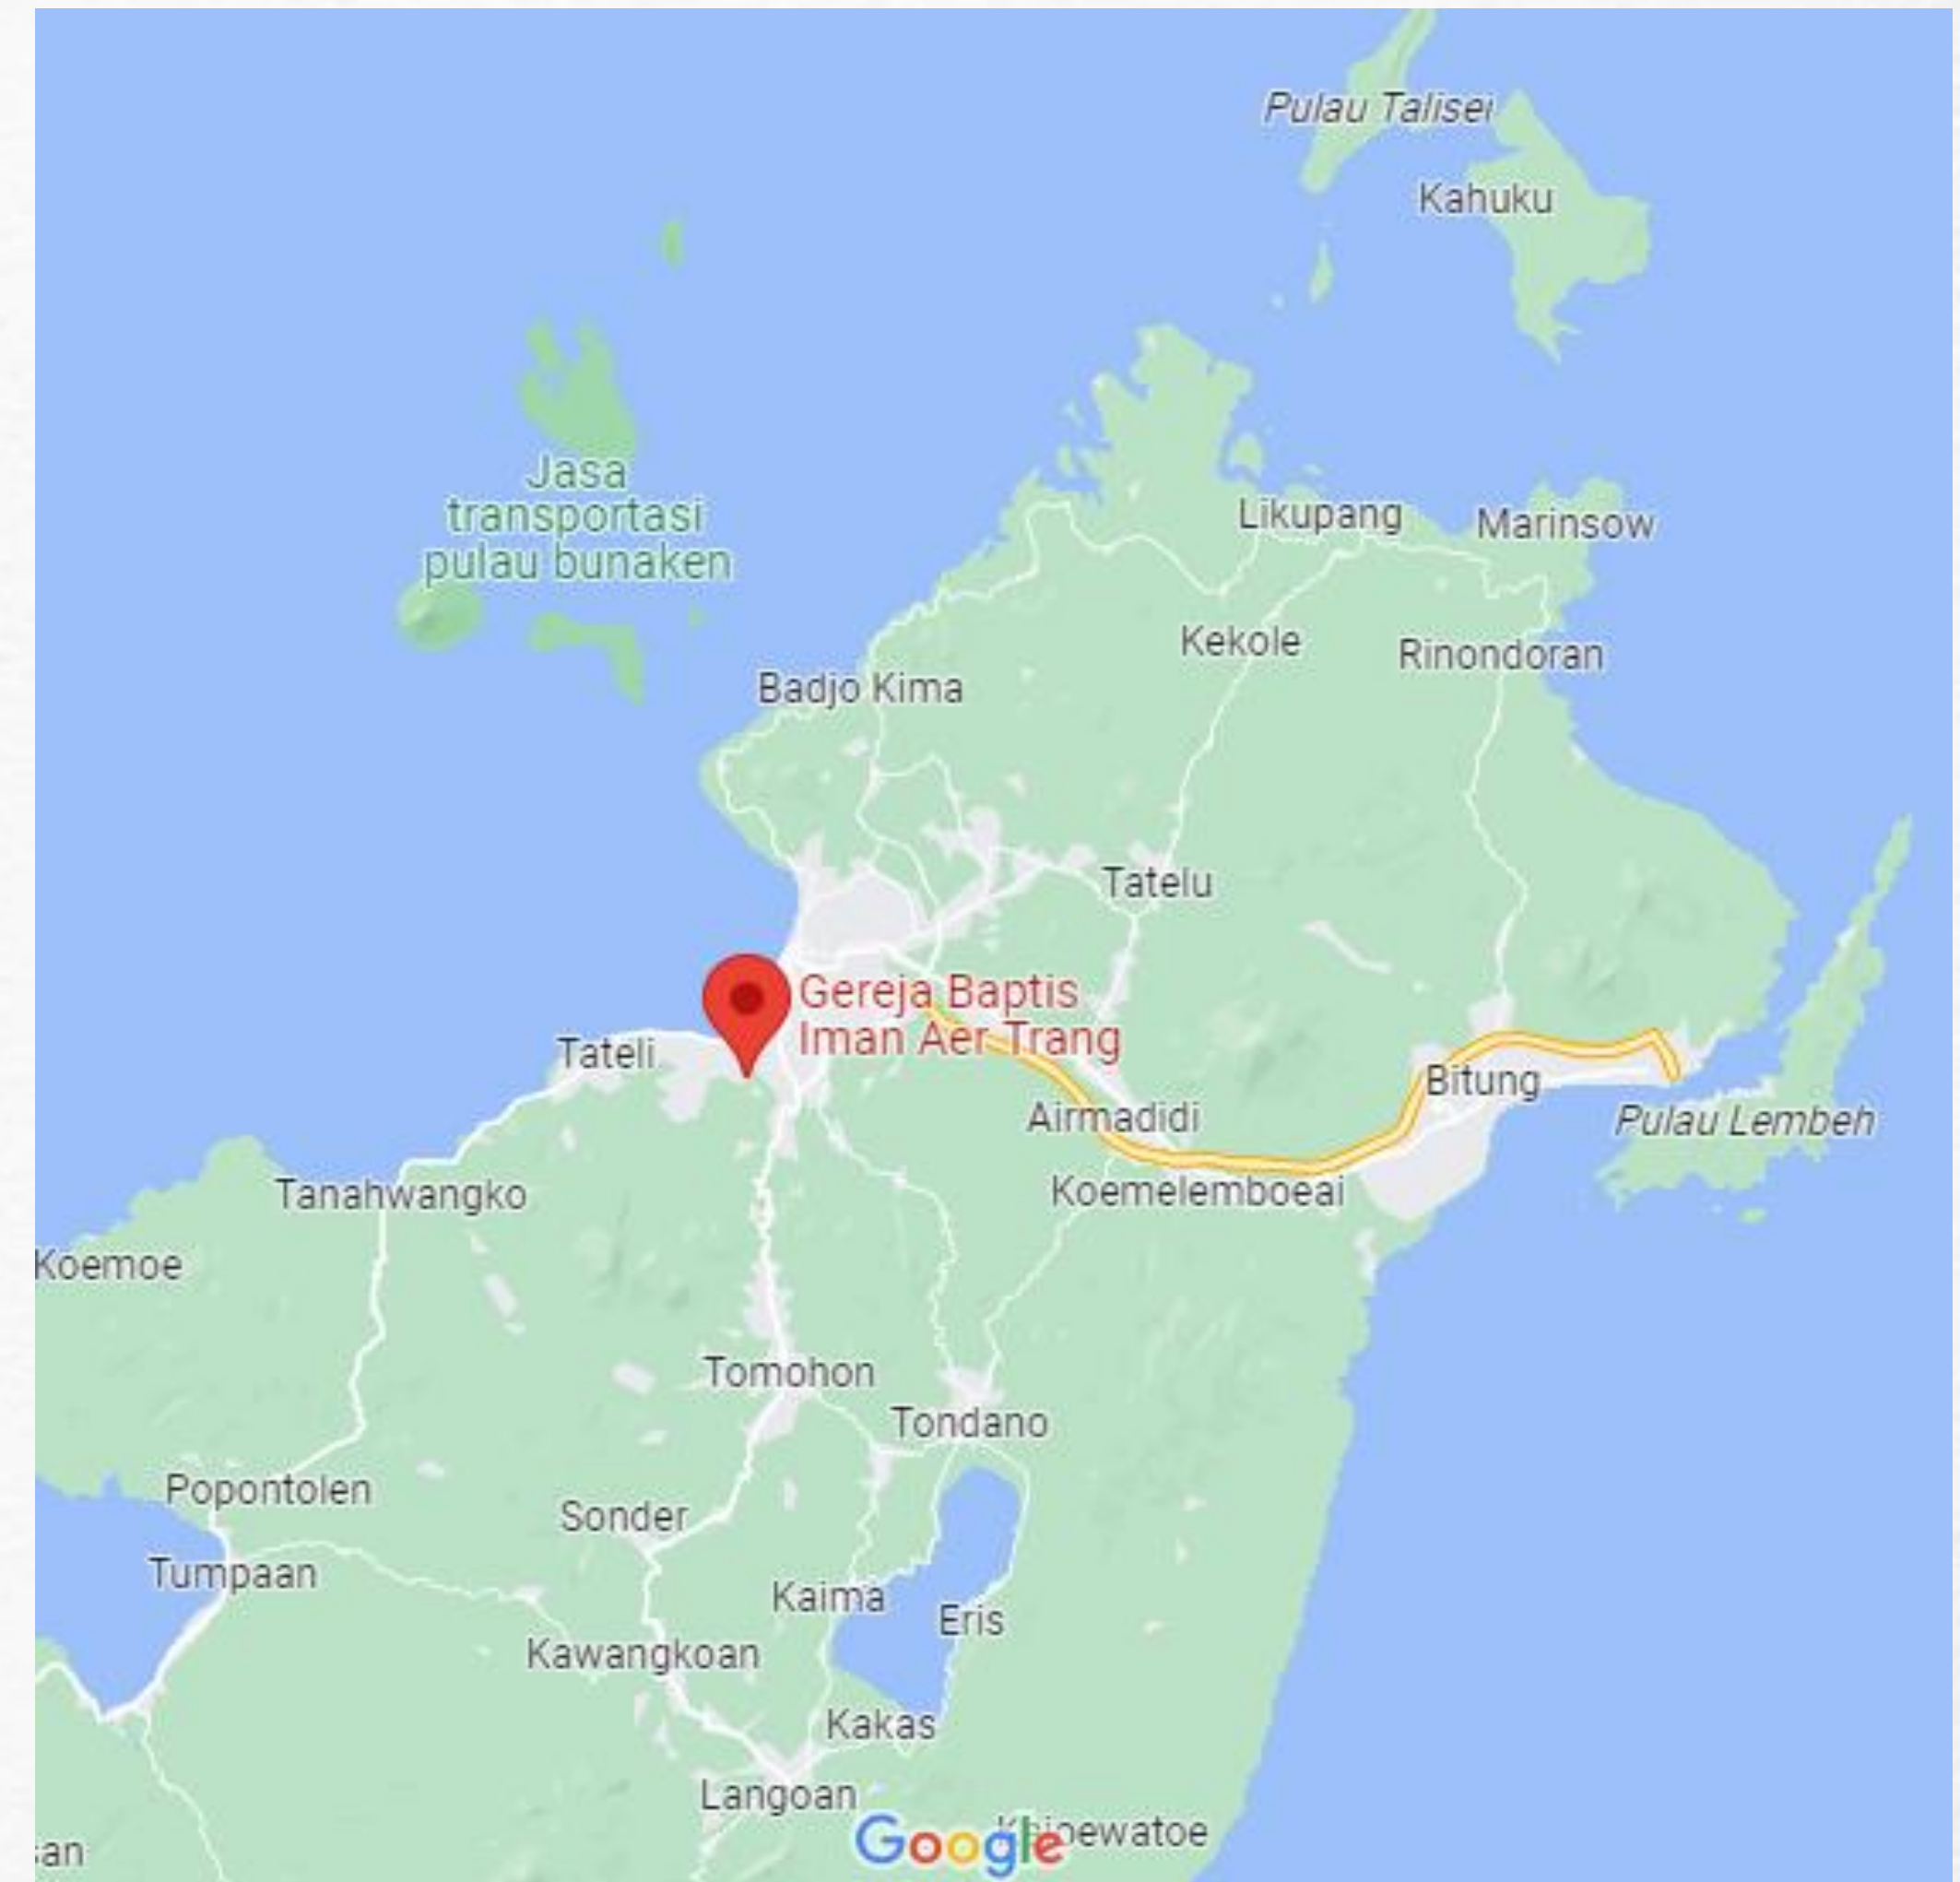 Pulau Talisei
Kahuku
Jasa
transportasi
pulau bunaken
Likupang
Marinsow
Kekole
Rinondoran
Badjo Kima
Tatelu
Gereja Baptis
Iman Aer Trang
Tateli
Bitung
Airmadidi
Pulau Lembeh
Tanahwangko
Koemelemboeai
Koemoe
Tomohon
Tondano
Popontolen
Sonder
Tumpaan
Kaima
Eris
Kawangkoan
Kakas
Langoan
Google
san